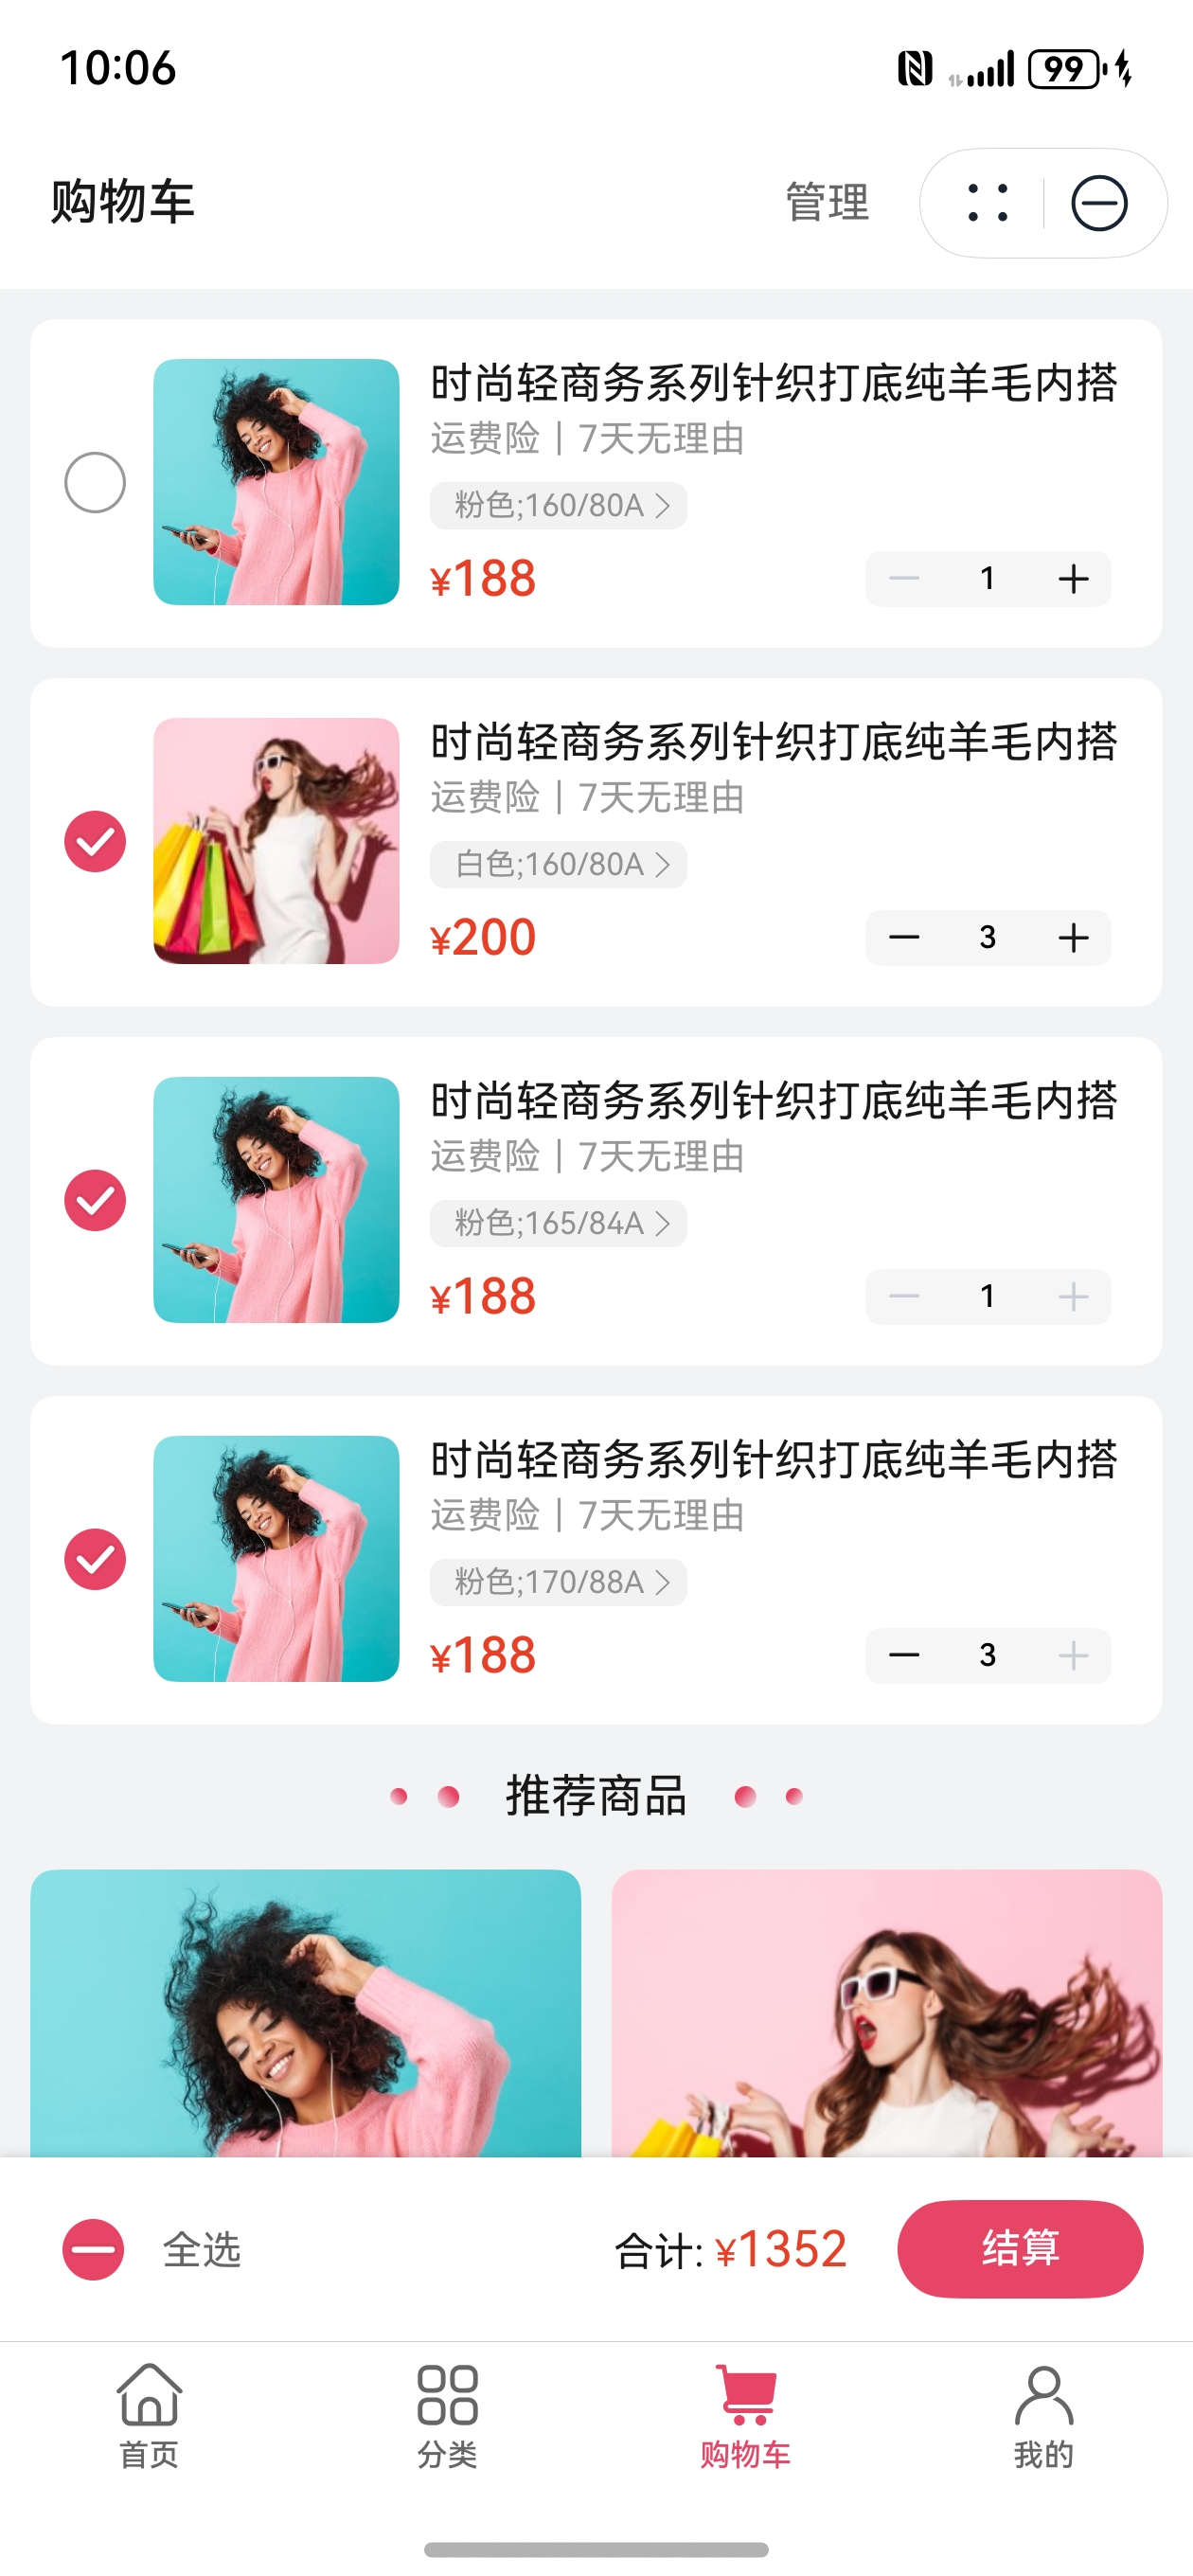 10:06
99
购物车
管理
时尚轻商务系列针织打底纯羊毛内搭
运费险 | 7天无理由
粉色;160/80A
¥188
1
时尚轻商务系列针织打底纯羊毛内搭
运费险 | 7天无理由
白色;160/80A
¥200
3
时尚轻商务系列针织打底纯羊毛内搭
运费险 | 7天无理由
粉色;165/84A
¥188
1
时尚轻商务系列针织打底纯羊毛内搭
运费险 | 7天无理由
粉色;170/88A
¥188
3
推荐商品
全选
合计: ¥1352
结算
首页
分类
购物车
我的